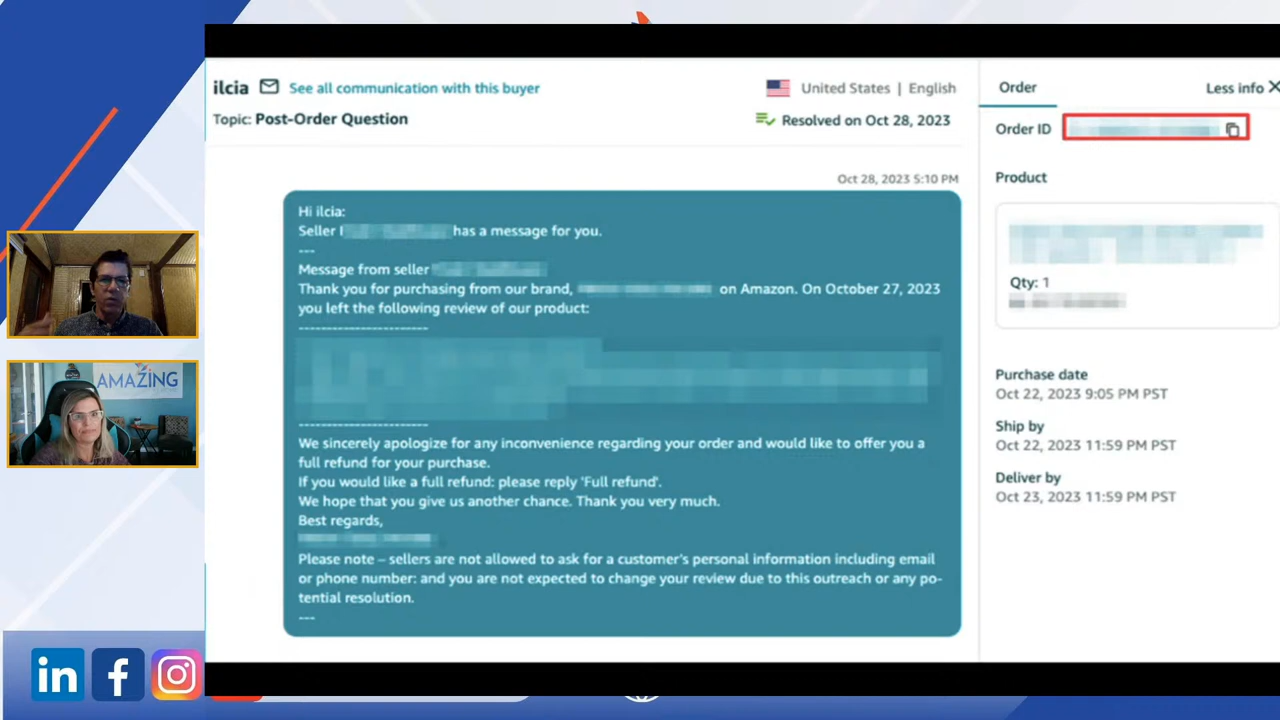 ilcia See all communication with this buyer
United States | English
Topic: Post-Order Question
Resolved on Oct 28, 2023
Oct 28, 2023 5:10 PM
Hi ilcia:
Seller has a message for you.
---
Message from seller
Thank you for purchasing from our brand, on Amazon. On October 27, 2023
you left the following review of our product:
-----------------------
-----------------------
We sincerely apologize for any inconvenience regarding your order and would like to offer you a
full refund for your purchase.
If you would like a full refund: please reply 'Full refund'.
We hope that you give us another chance. Thank you very much.
Best regards,
Please note – sellers are not allowed to ask for a customer's personal information including email
or phone number: and you are not expected to change your review due to this outreach or any po-
tential resolution.
---
Order
Less info
Order ID
Product
Qty: 1
Purchase date
Oct 22, 2023 9:05 PM PST
Ship by
Oct 22, 2023 11:59 PM PST
Deliver by
Oct 23, 2023 11:59 PM PST
AMAZING
in f